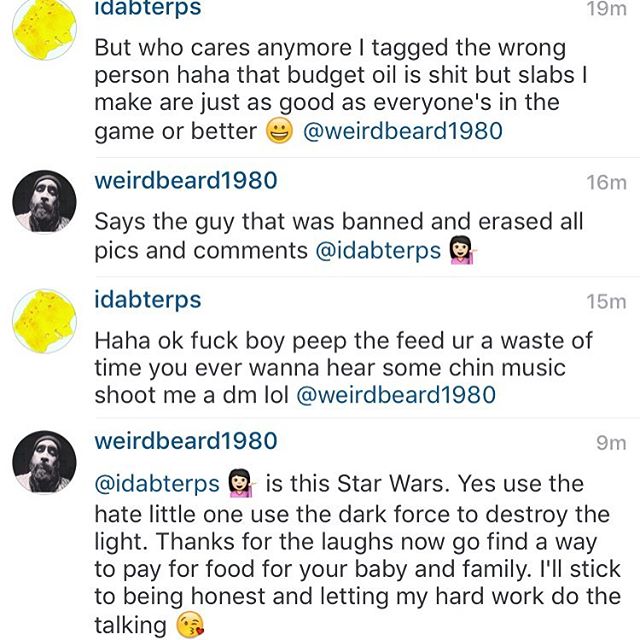 idabterps 19m
But who cares anymore I tagged the wrong
person haha that budget oil is shit but slabs I
make are just as good as everyone's in the
game or better 😀 @weirdbeard1980
weirdbeard1980 16m
Says the guy that was banned and erased all
pics and comments @idabterps 💁🏻
idabterps 15m
Haha ok fuck boy peep the feed ur a waste of
time you ever wanna hear some chin music
shoot me a dm lol @weirdbeard1980
weirdbeard1980 9m
@idabterps 💁🏻 is this Star Wars. Yes use the
hate little one use the dark force to destroy the
light. Thanks for the laughs now go find a way
to pay for food for your baby and family. I'll stick
to being honest and letting my hard work do the
talking 😘